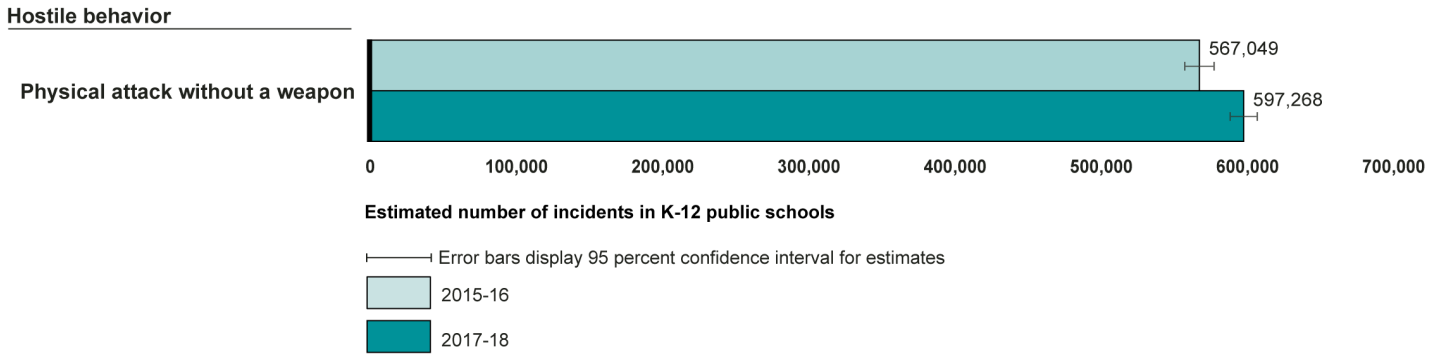 Hostile behavior
567,049
Physical attack without a weapon
597,268
0 100,000 200,000 300,000 400,000 500,000 600,000 700,000
Estimated number of incidents in K-12 public schools
Error bars display 95 percent confidence interval for estimates
2015-16
2017-18